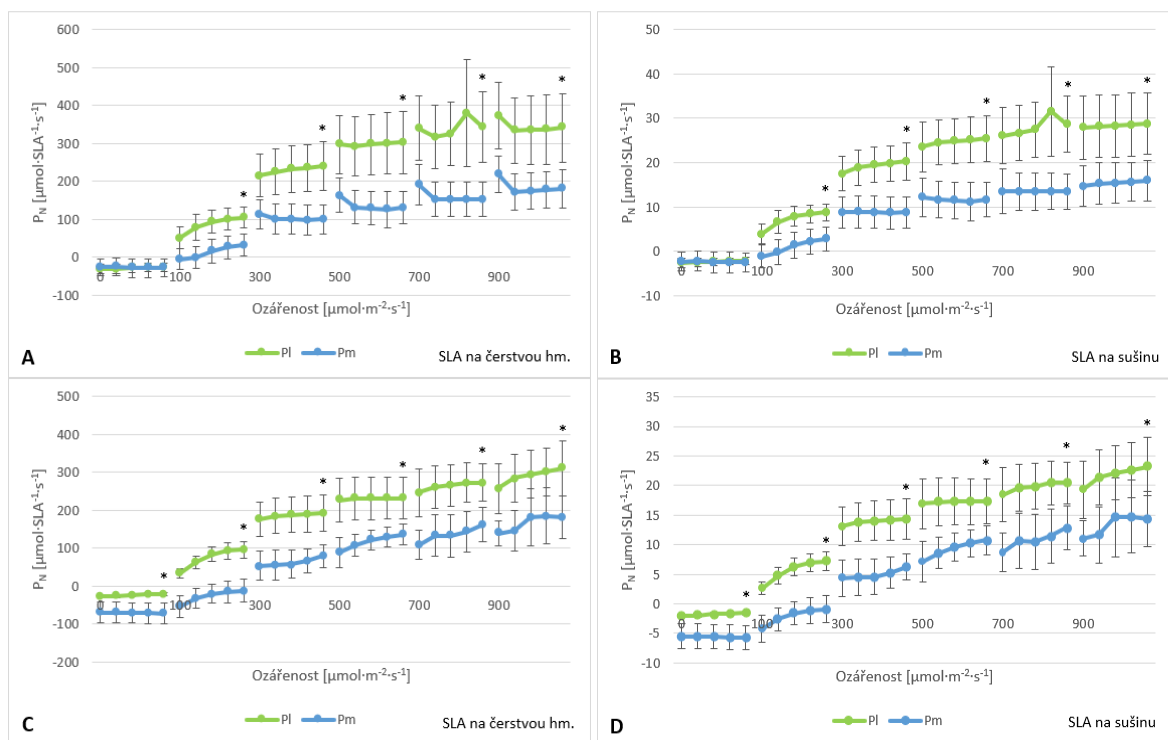 P_N [µmol·SLA⁻¹·s⁻¹]
600
500
400
300
200
100
0
-100
* * * * *
0 100 300 500 700 900
Ozářenost [µmol·m⁻²·s⁻¹]
A
Pl Pm
SLA na čerstvou hm.
P_N [µmol·SLA⁻¹·s⁻¹]
50
40
30
20
10
0
-10
* * * * *
0 100 300 500 700 900
Ozářenost [µmol·m⁻²·s⁻¹]
B
Pl Pm
SLA na sušinu
P_N [µmol·SLA⁻¹·s⁻¹]
500
400
300
200
100
0
-100
-200
* * * * * *
0 100 300 500 700 900
Ozářenost [µmol·m⁻²·s⁻¹]
C
Pl Pm
SLA na čerstvou hm.
P_N [µmol·SLA⁻¹·s⁻¹]
35
30
25
20
15
10
5
0
-5
-10
* * * * * *
0 100 300 500 700 900
Ozářenost [µmol·m⁻²·s⁻¹]
D
Pl Pm
SLA na sušinu